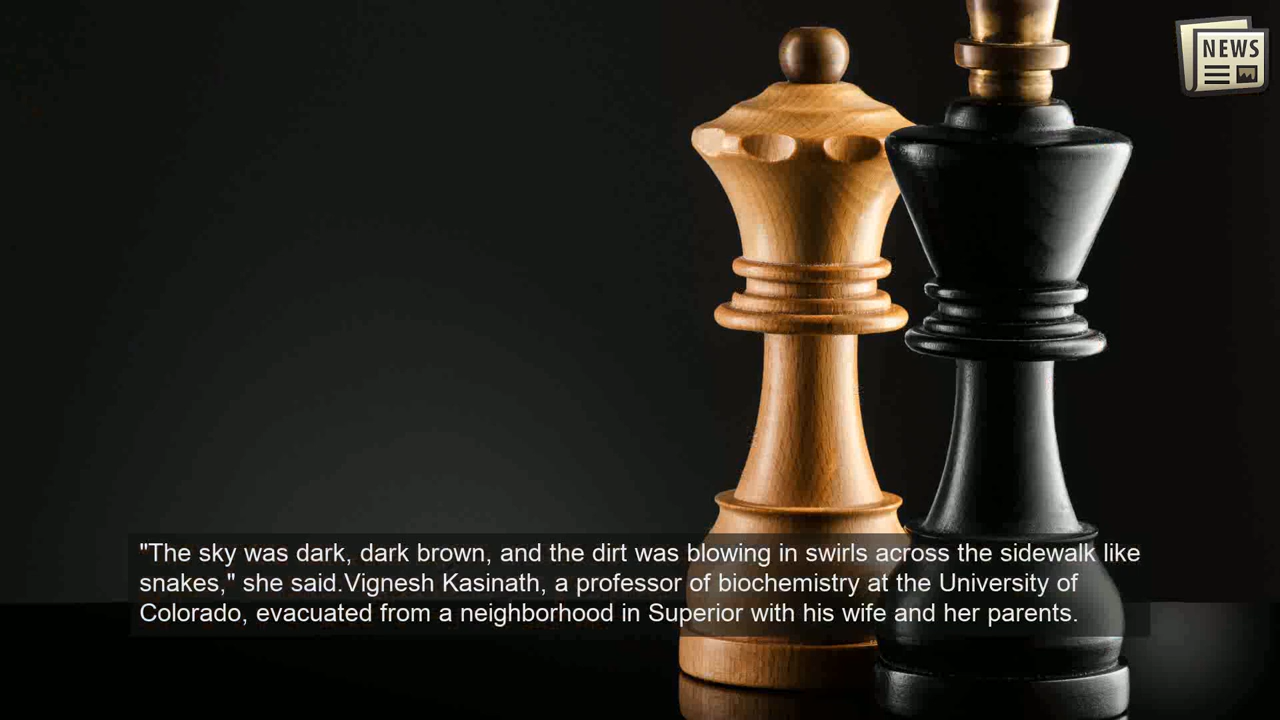 NEWS
"The sky was dark, dark brown, and the dirt was blowing in swirls across the sidewalk like
snakes," she said.Vignesh Kasinath, a professor of biochemistry at the University of
Colorado, evacuated from a neighborhood in Superior with his wife and her parents.